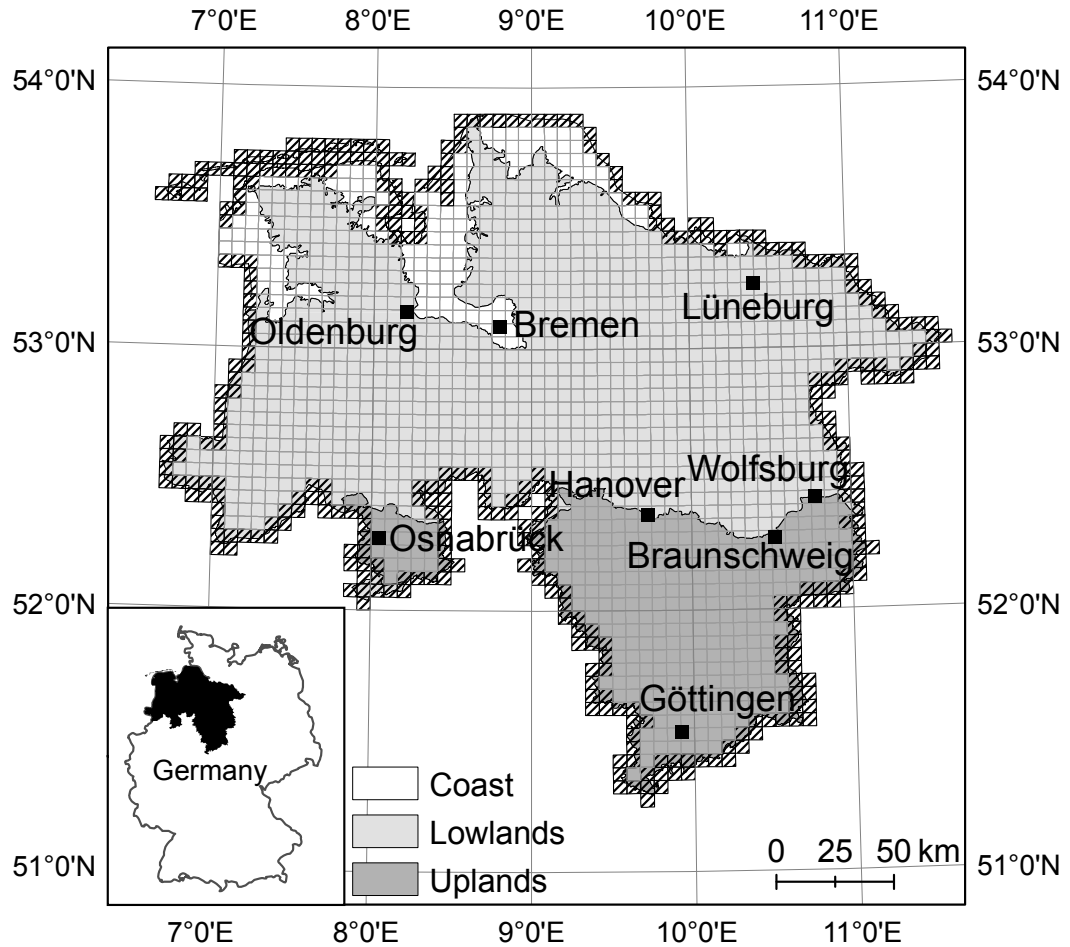 7°0'E 8°0'E 9°0'E 10°0'E 11°0'E
54°0'N 54°0'N
Lüneburg
Oldenburg Bremen
53°0'N 53°0'N
Wolfsburg
Hanover
Osnabrück
Braunschweig
52°0'N 52°0'N
Göttingen
Germany
Coast
Lowlands
0 25 50 km
51°0'N 51°0'N
Uplands
7°0'E 8°0'E 9°0'E 10°0'E 11°0'E